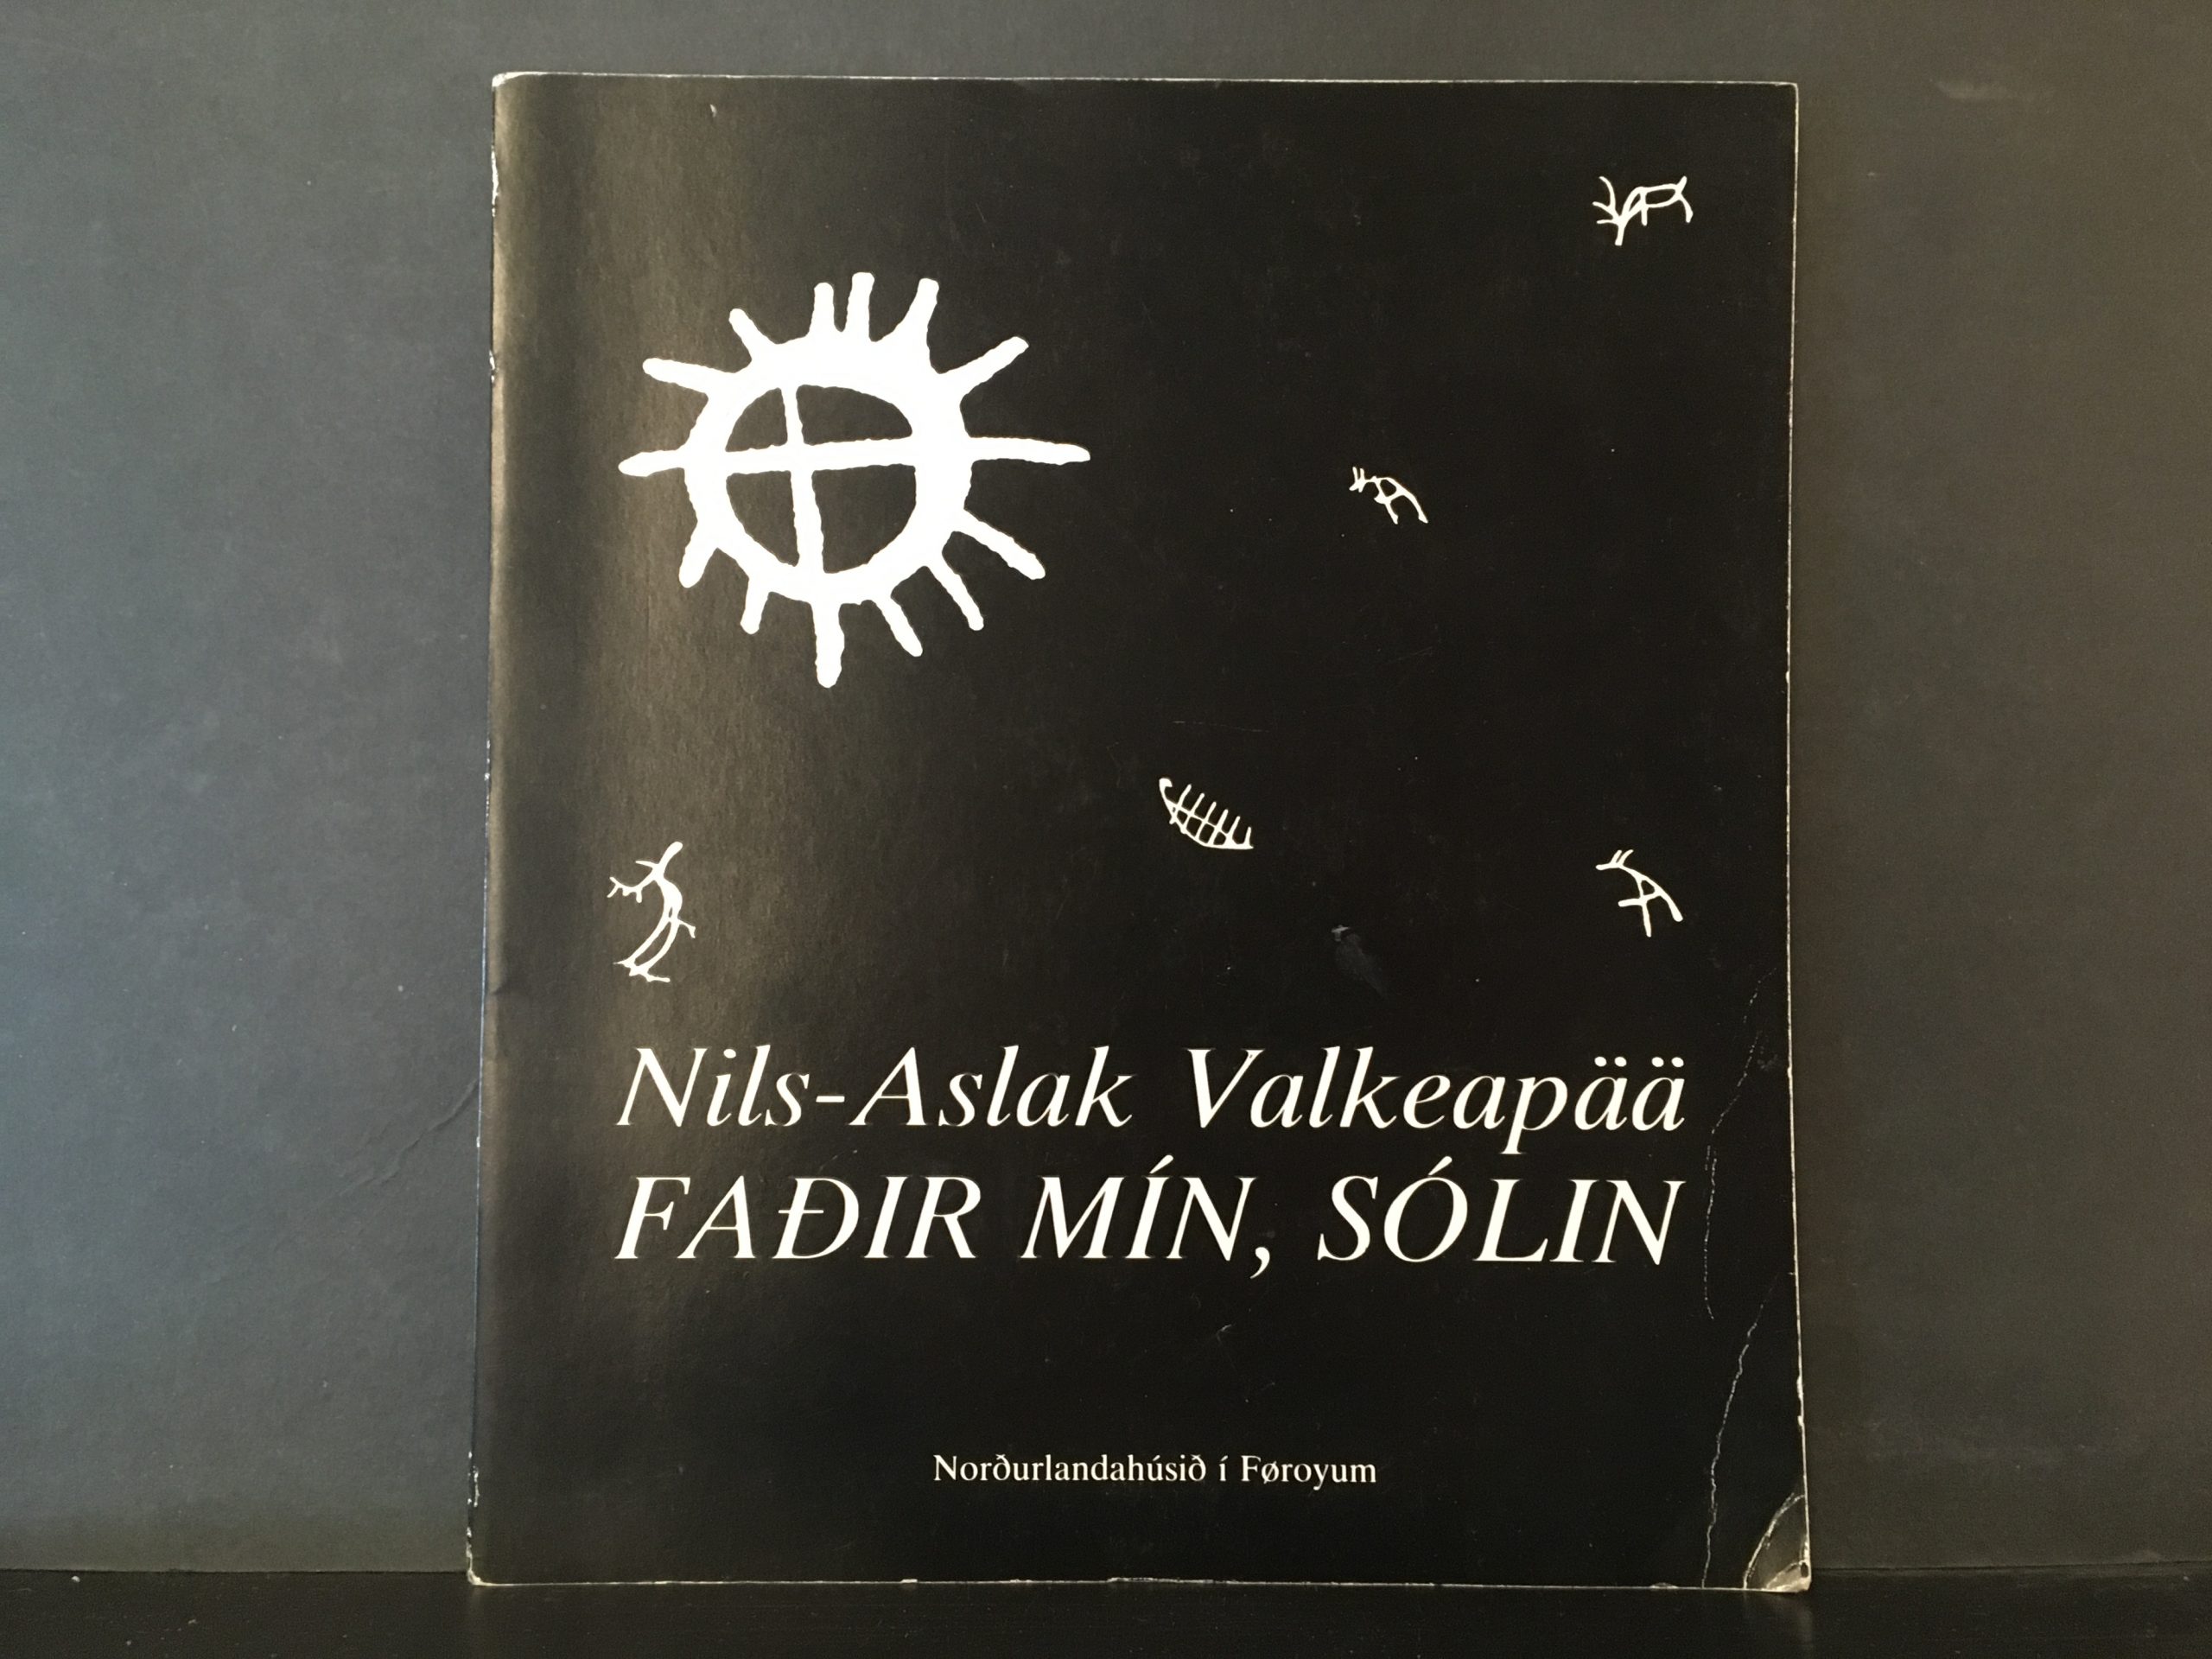 Nils-Aslak Valkeapää
FAÐIR MÍN, SÓLIN
Norðurlandahúsið í Føroyum